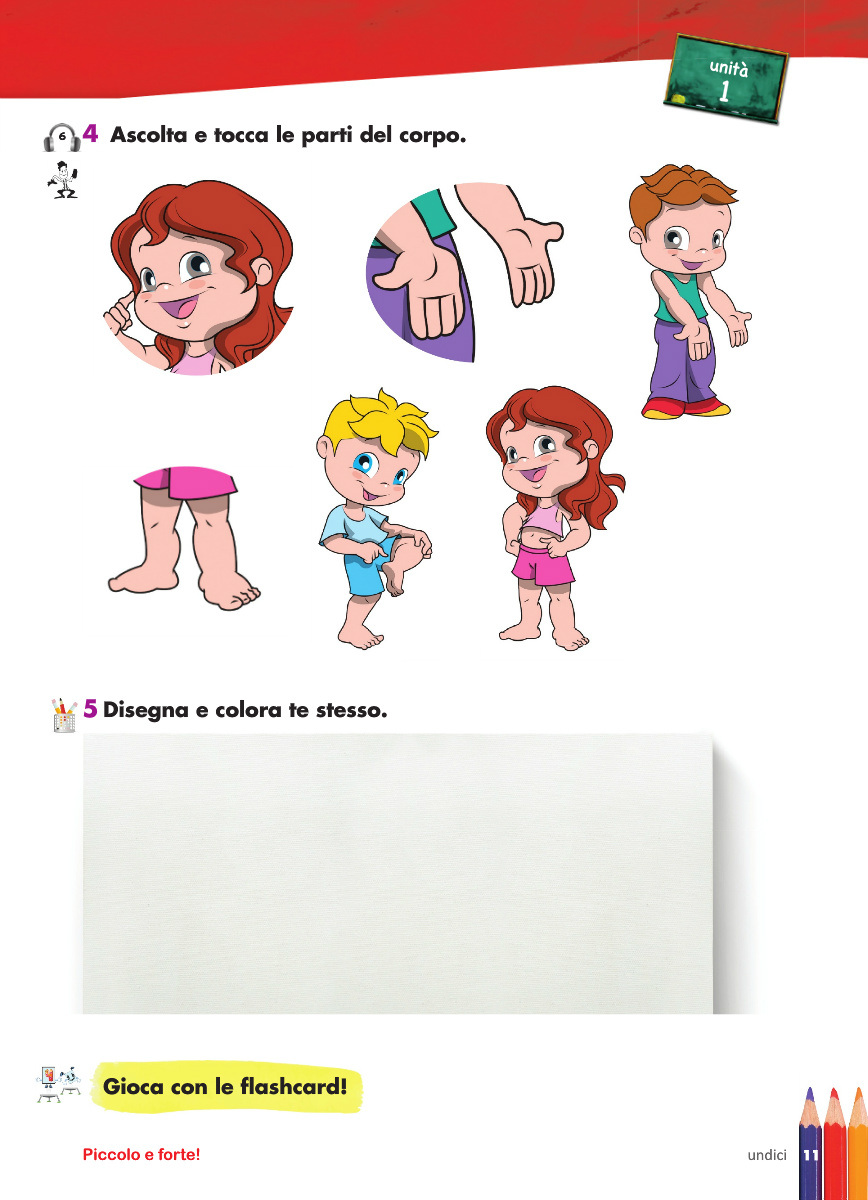 unità
1
6
4 Ascolta e tocca le parti del corpo.
5 Disegna e colora te stesso.
Gioca con le flashcard!
Piccolo e forte!
undici 11